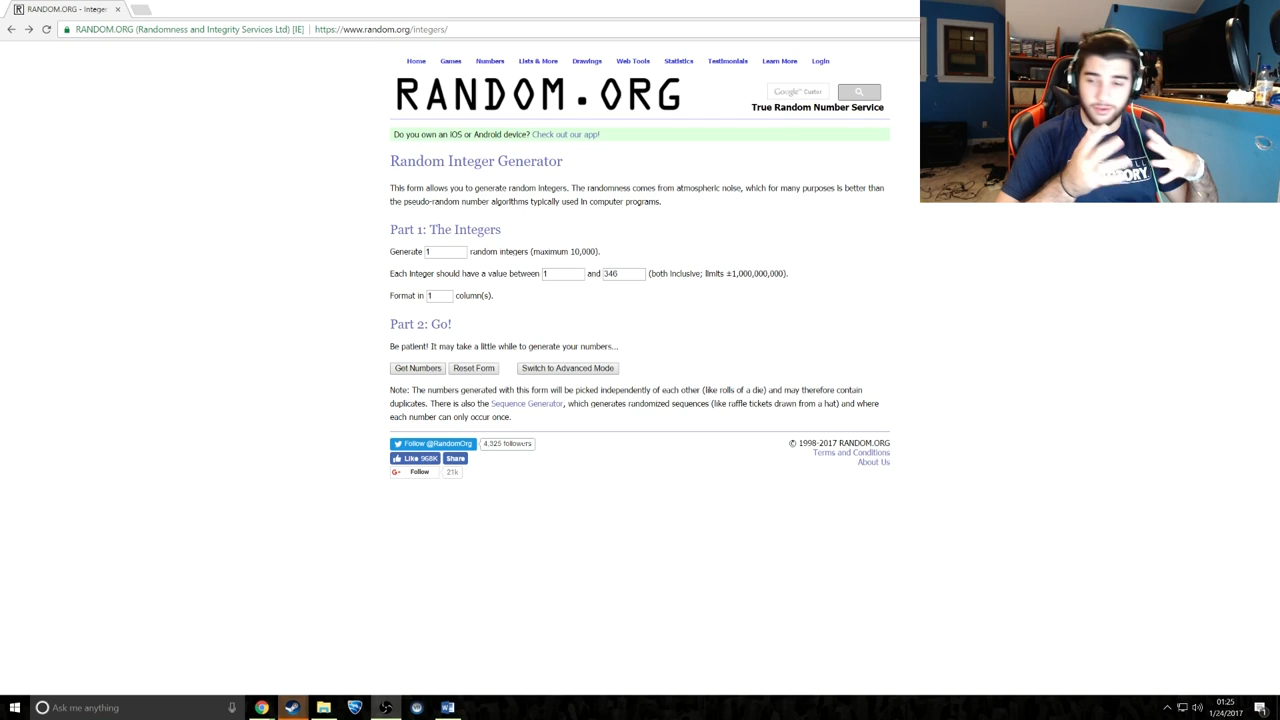 RANDOM.ORG - Integer
RANDOM.ORG (Randomness and Integrity Services Ltd) [IE] | https://www.random.org/integers/
Home Games Numbers Lists & More Drawings Web Tools Statistics Testimonials Learn More Login
RANDOM.ORG
Google™ Custom
True Random Number Service
Do you own an iOS or Android device? Check out our app!
Random Integer Generator
This form allows you to generate random integers. The randomness comes from atmospheric noise, which for many purposes is better than
the pseudo-random number algorithms typically used in computer programs.
Part 1: The Integers
Generate 1 random integers (maximum 10,000).
Each integer should have a value between 1 and 346 (both inclusive; limits ±1,000,000,000).
Format in 1 column(s).
Part 2: Go!
Be patient! It may take a little while to generate your numbers...
Get Numbers Reset Form Switch to Advanced Mode
Note: The numbers generated with this form will be picked independently of each other (like rolls of a die) and may therefore contain
duplicates. There is also the Sequence Generator, which generates randomized sequences (like raffle tickets drawn from a hat) and where
each number can only occur once.
Follow @RandomOrg 4,325 followers
Like 968K Share
G+ Follow 21k
© 1998-2017 RANDOM.ORG
Terms and Conditions
About Us
Ask me anything
01:25
1/24/2017